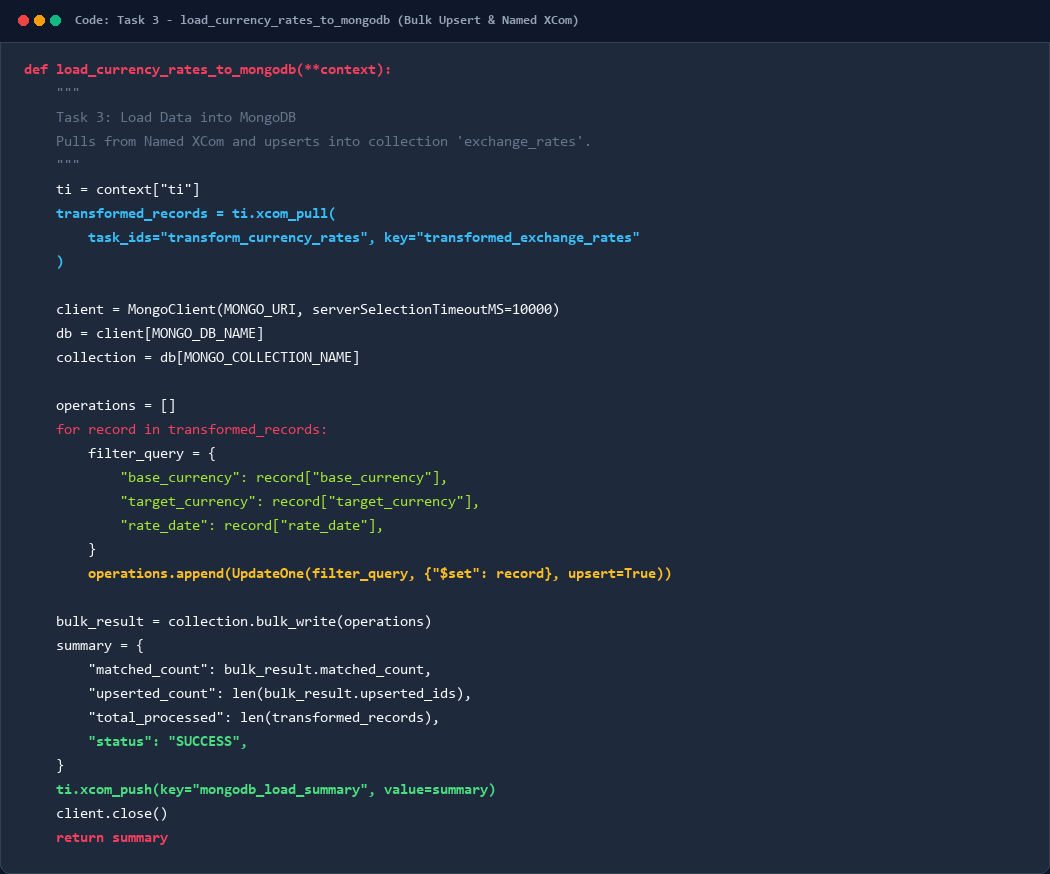 Code: Task 3 - load_currency_rates_to_mongodb (Bulk Upsert & Named XCom)
def load_currency_rates_to_mongodb(**context):
    """
    Task 3: Load Data into MongoDB
    Pulls from Named XCom and upserts into collection 'exchange_rates'.
    """
    ti = context["ti"]
    transformed_records = ti.xcom_pull(
        task_ids="transform_currency_rates", key="transformed_exchange_rates"
    )
    client = MongoClient(MONGO_URI, serverSelectionTimeoutMS=10000)
    db = client[MONGO_DB_NAME]
    collection = db[MONGO_COLLECTION_NAME]
    operations = []
    for record in transformed_records:
        filter_query = {
            "base_currency": record["base_currency"],
            "target_currency": record["target_currency"],
            "rate_date": record["rate_date"],
        }
        operations.append(UpdateOne(filter_query, {"$set": record}, upsert=True))
    bulk_result = collection.bulk_write(operations)
    summary = {
        "matched_count": bulk_result.matched_count,
        "upserted_count": len(bulk_result.upserted_ids),
        "total_processed": len(transformed_records),
        "status": "SUCCESS",
    }
    ti.xcom_push(key="mongodb_load_summary", value=summary)
    client.close()
    return summary